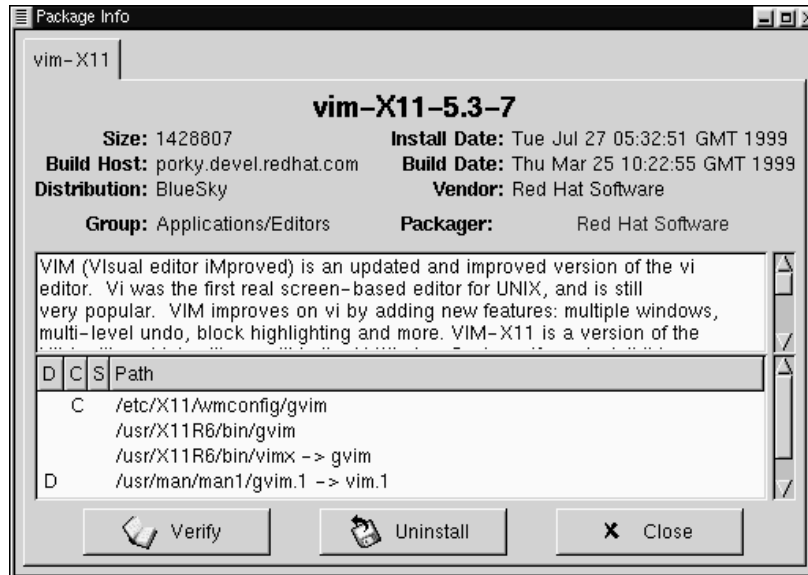 Package Info
vim-X11
vim-X11-5.3-7
Size: 1428807 Install Date: Tue Jul 27 05:32:51 GMT 1999
Build Host: porky.devel.redhat.com Build Date: Thu Mar 25 10:22:55 GMT 1999
Distribution: BlueSky Vendor: Red Hat Software
Group: Applications/Editors Packager: Red Hat Software
VIM (VIsual editor iMproved) is an updated and improved version of the vi
editor. Vi was the first real screen-based editor for UNIX, and is still
very popular. VIM improves on vi by adding new features: multiple windows,
multi-level undo, block highlighting and more. VIM-X11 is a version of the
D C S Path
C /etc/X11/wmconfig/gvim
/usr/X11R6/bin/gvim
/usr/X11R6/bin/vimx -> gvim
D /usr/man/man1/gvim.1 -> vim.1
Verify Uninstall Close